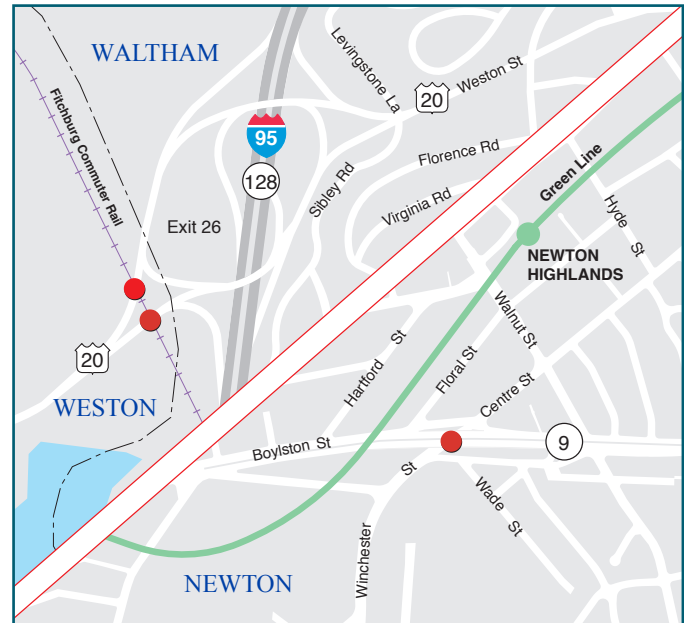 WALTHAM
Levingstone La
Weston St
20
Fitchburg Commuter Rail
95
128
Sibley Rd
Florence Rd
Green Line
Virginia Rd
Hyde St
Exit 26
NEWTON
HIGHLANDS
Walnut St
20
Hartford St
Floral St
Centre St
WESTON
Boylston St
9
St
Winchester
Wade St
NEWTON